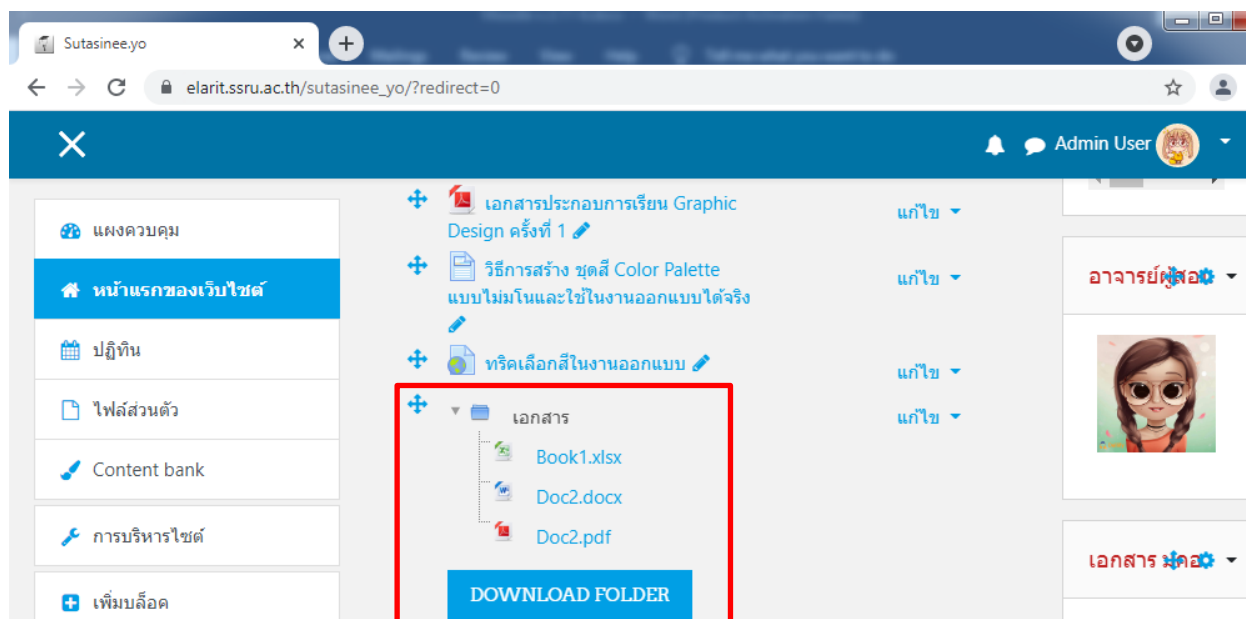 Sutasinee.yo
elarit.ssru.ac.th/sutasinee_yo/?redirect=0
Admin User
แผงควบคุม
หน้าแรกของเว็บไซต์
ปฏิทิน
ไฟล์ส่วนตัว
Content bank
การบริหารไซต์
เพิ่มบล็อค
เอกสารประกอบการเรียน Graphic
Design ครั้งที่ 1
แก้ไข
วิธีการสร้าง ชุดสี Color Palette
แบบไม่มโนและใช้ในงานออกแบบได้จริง
แก้ไข
ทริคเลือกสีในงานออกแบบ
แก้ไข
เอกสาร
แก้ไข
Book1.xlsx
Doc2.docx
Doc2.pdf
DOWNLOAD FOLDER
อาจารย์ผู้สอน
เอกสาร